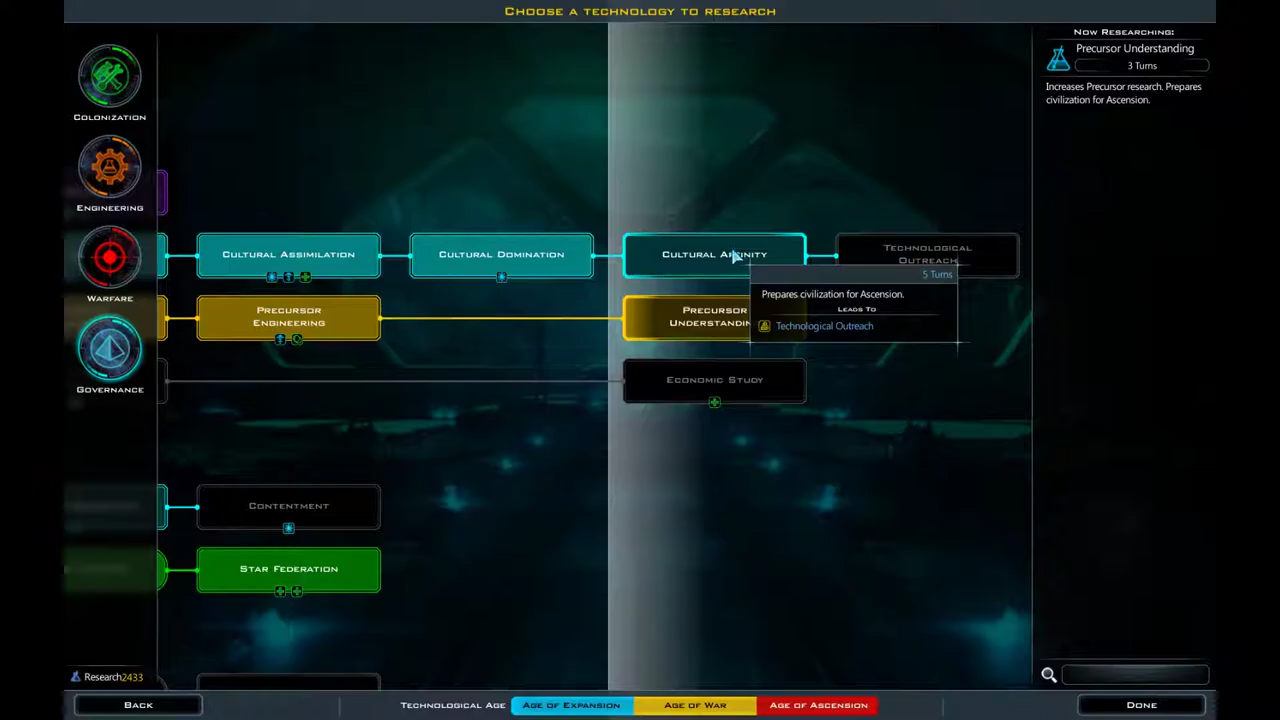 Choose a Technology to Research
Colonization
Engineering
Warfare
Governance
Cultural Assimilation
Cultural Domination
Cultural Affinity
Technological
Outreach
Precursor
Engineering
Precursor
5 Turns
Prepares civilization for Ascension.
Leads To
Technological Outreach
Economic Study
Contentment
Star Federation
Now Researching:
Precursor Understanding
3 Turns
Increases Precursor research. Prepares
civilization for Ascension.
Research 2433
Back
Technological Age
Age of Expansion
Age of War
Age of Ascension
Done